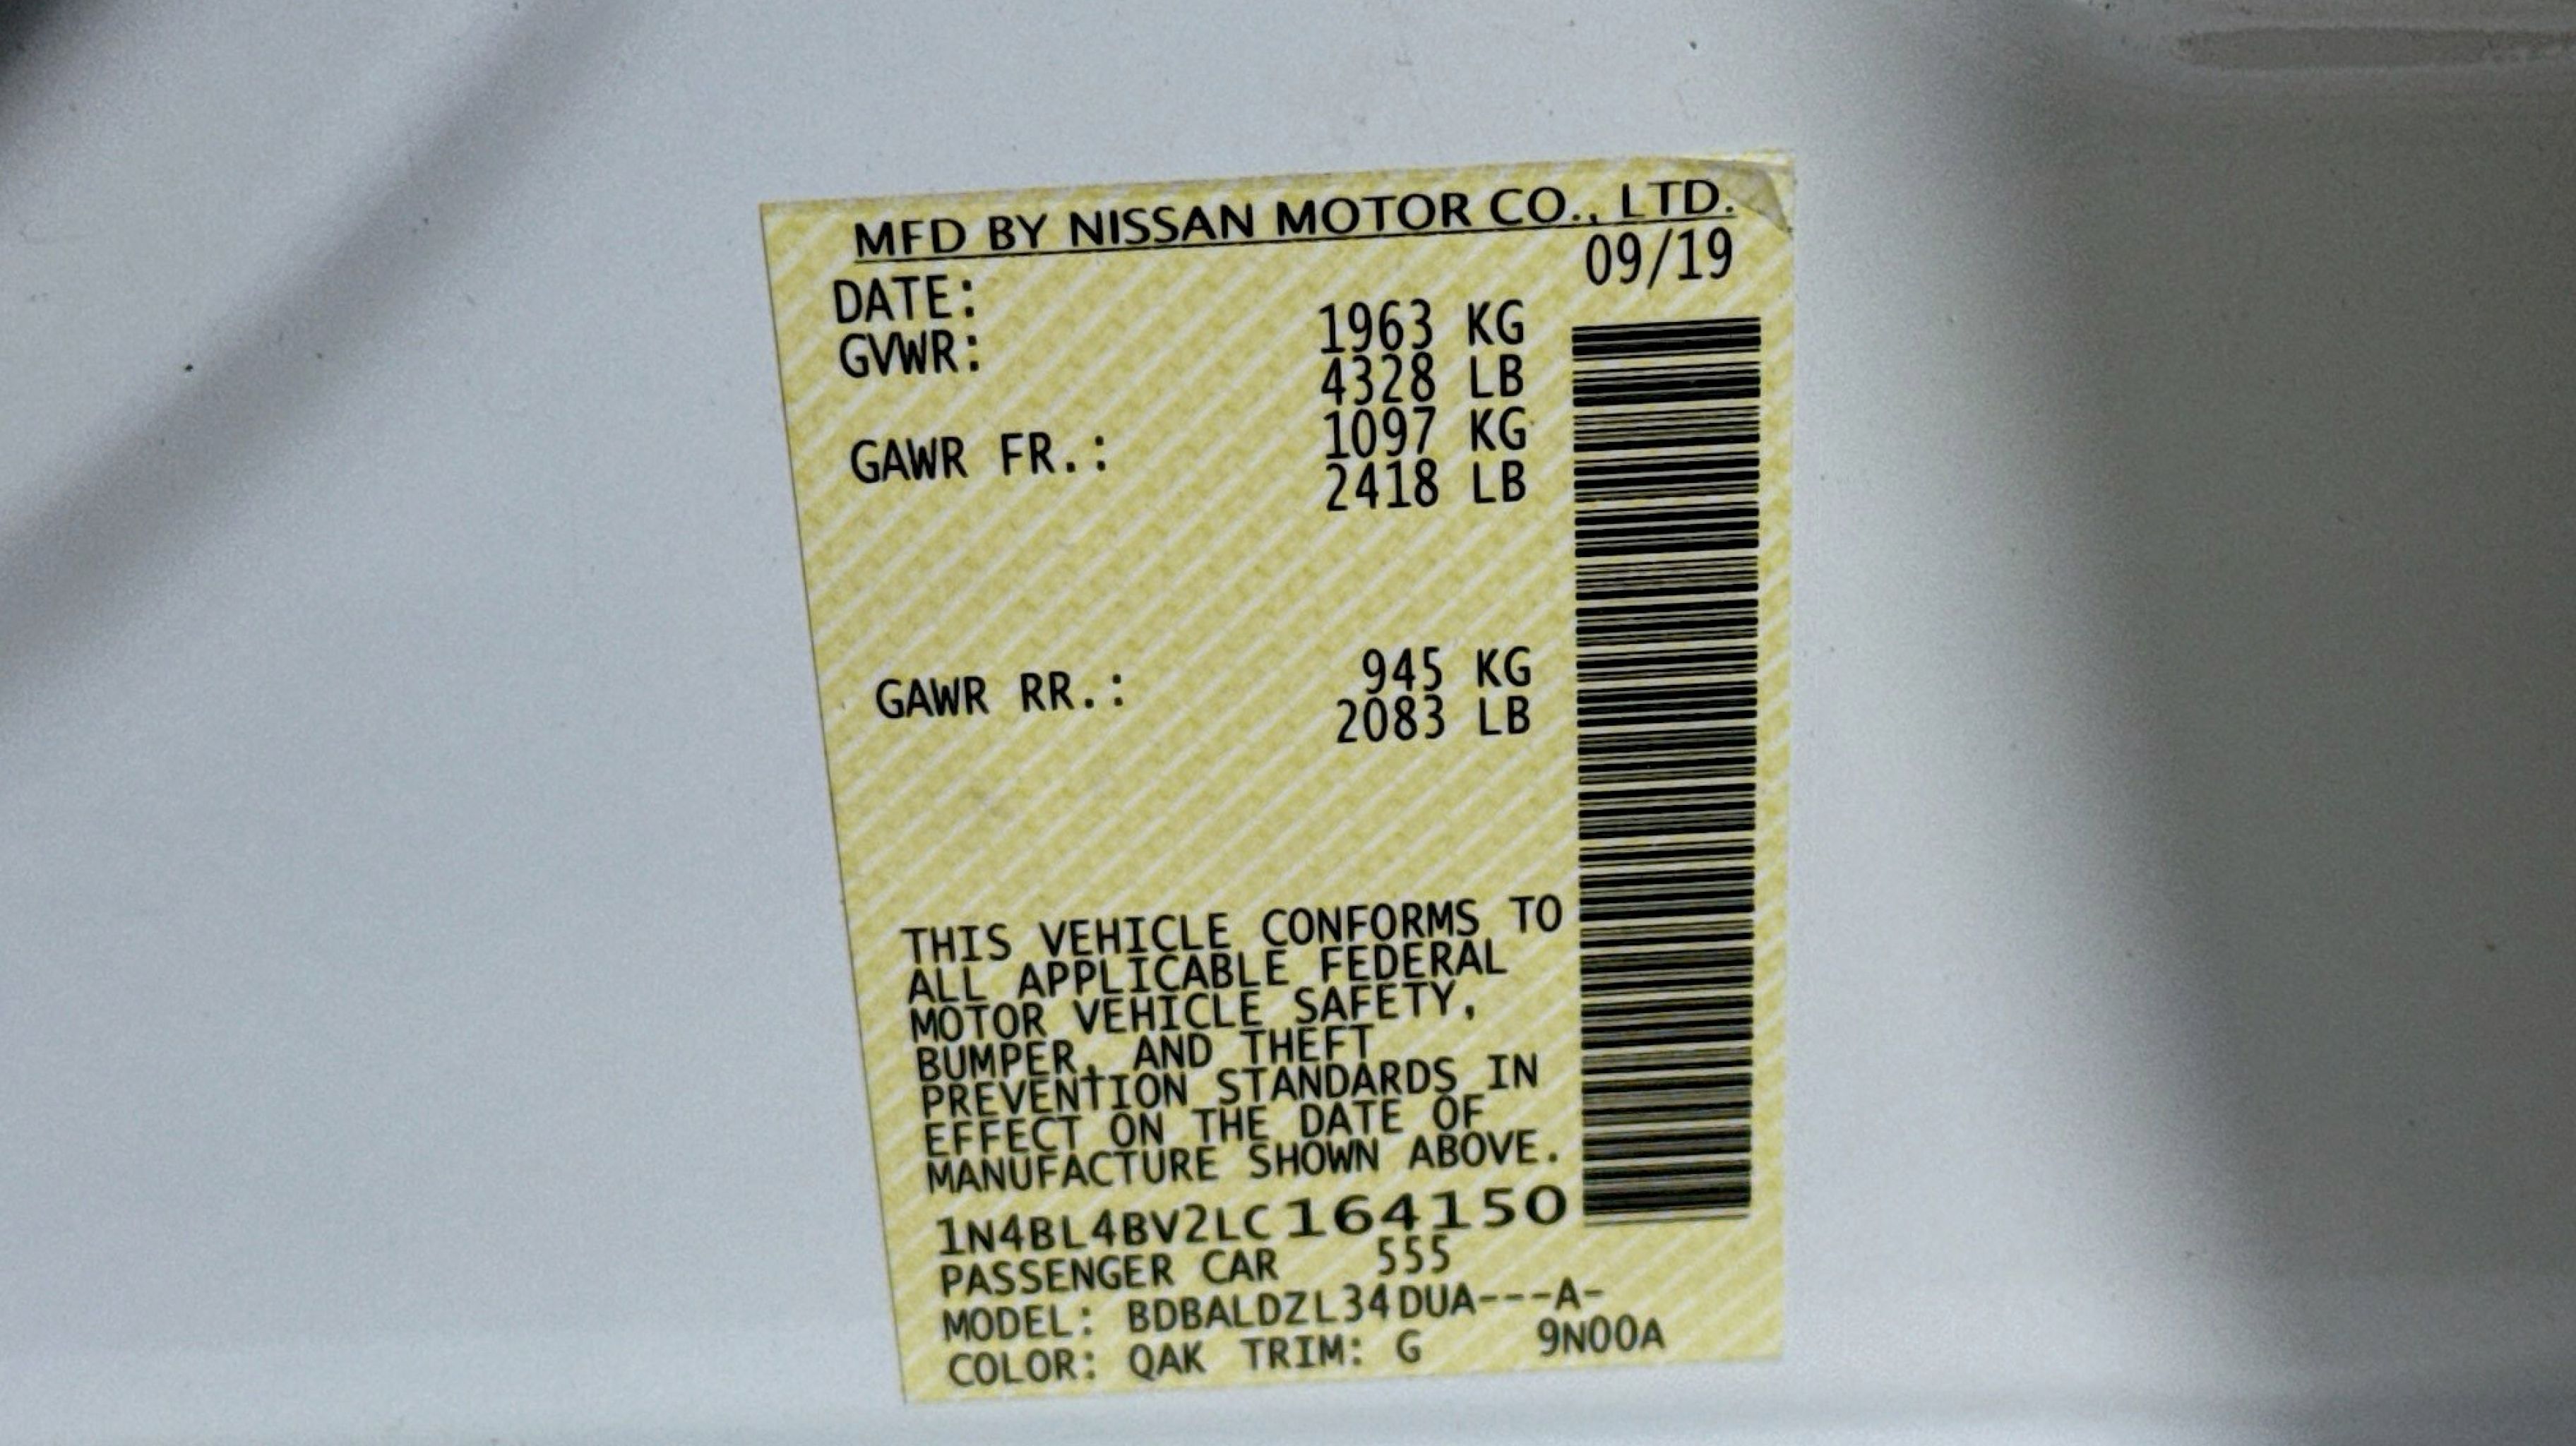 MFD BY NISSAN MOTOR CO., LTD.
DATE: 09/19
GVWR: 1963 KG
4328 LB
GAWR FR.: 1097 KG
2418 LB
GAWR RR.: 945 KG
2083 LB
THIS VEHICLE CONFORMS TO
ALL APPLICABLE FEDERAL
MOTOR VEHICLE SAFETY,
BUMPER, AND THEFT
PREVENTION STANDARDS IN
EFFECT ON THE DATE OF
MANUFACTURE SHOWN ABOVE.
1N4BL4BV2LC164150
PASSENGER CAR 555
MODEL: BDBALDZL34DUA---A-
COLOR: QAK TRIM: G 9N00A